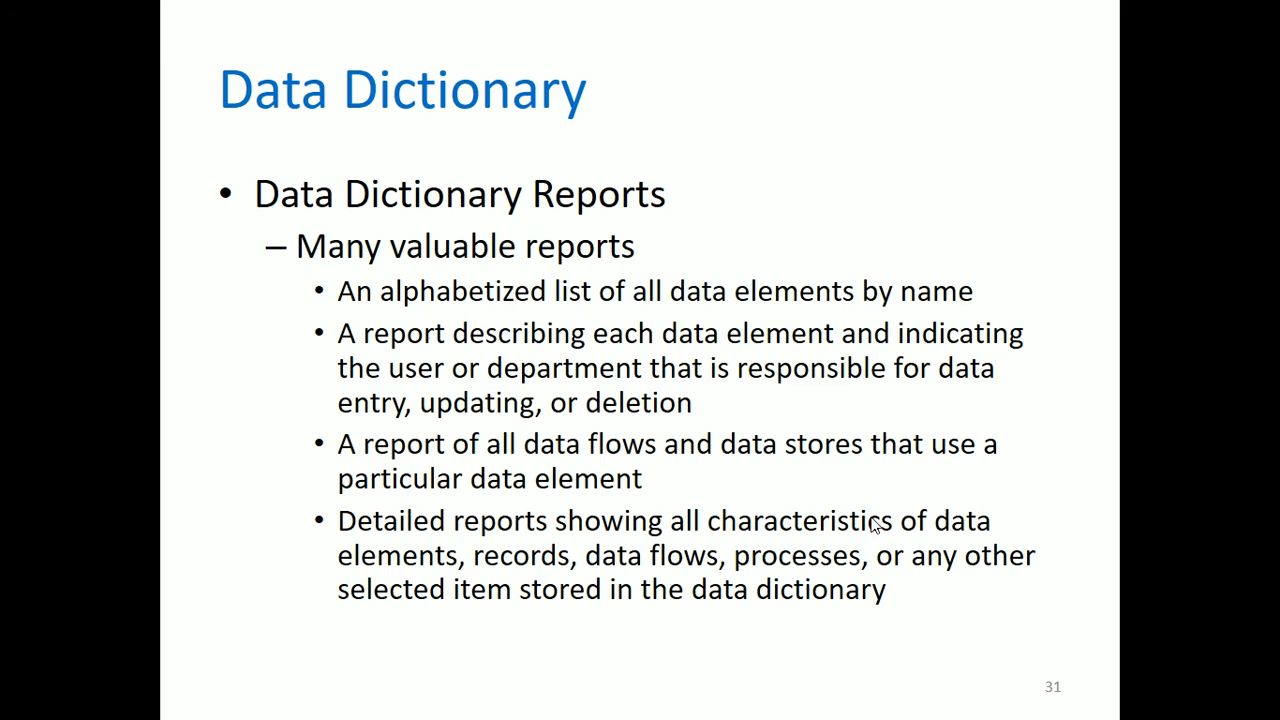 Data Dictionary
• Data Dictionary Reports
– Many valuable reports
• An alphabetized list of all data elements by name
• A report describing each data element and indicating
the user or department that is responsible for data
entry, updating, or deletion
• A report of all data flows and data stores that use a
particular data element
• Detailed reports showing all characteristics of data
elements, records, data flows, processes, or any other
selected item stored in the data dictionary
31